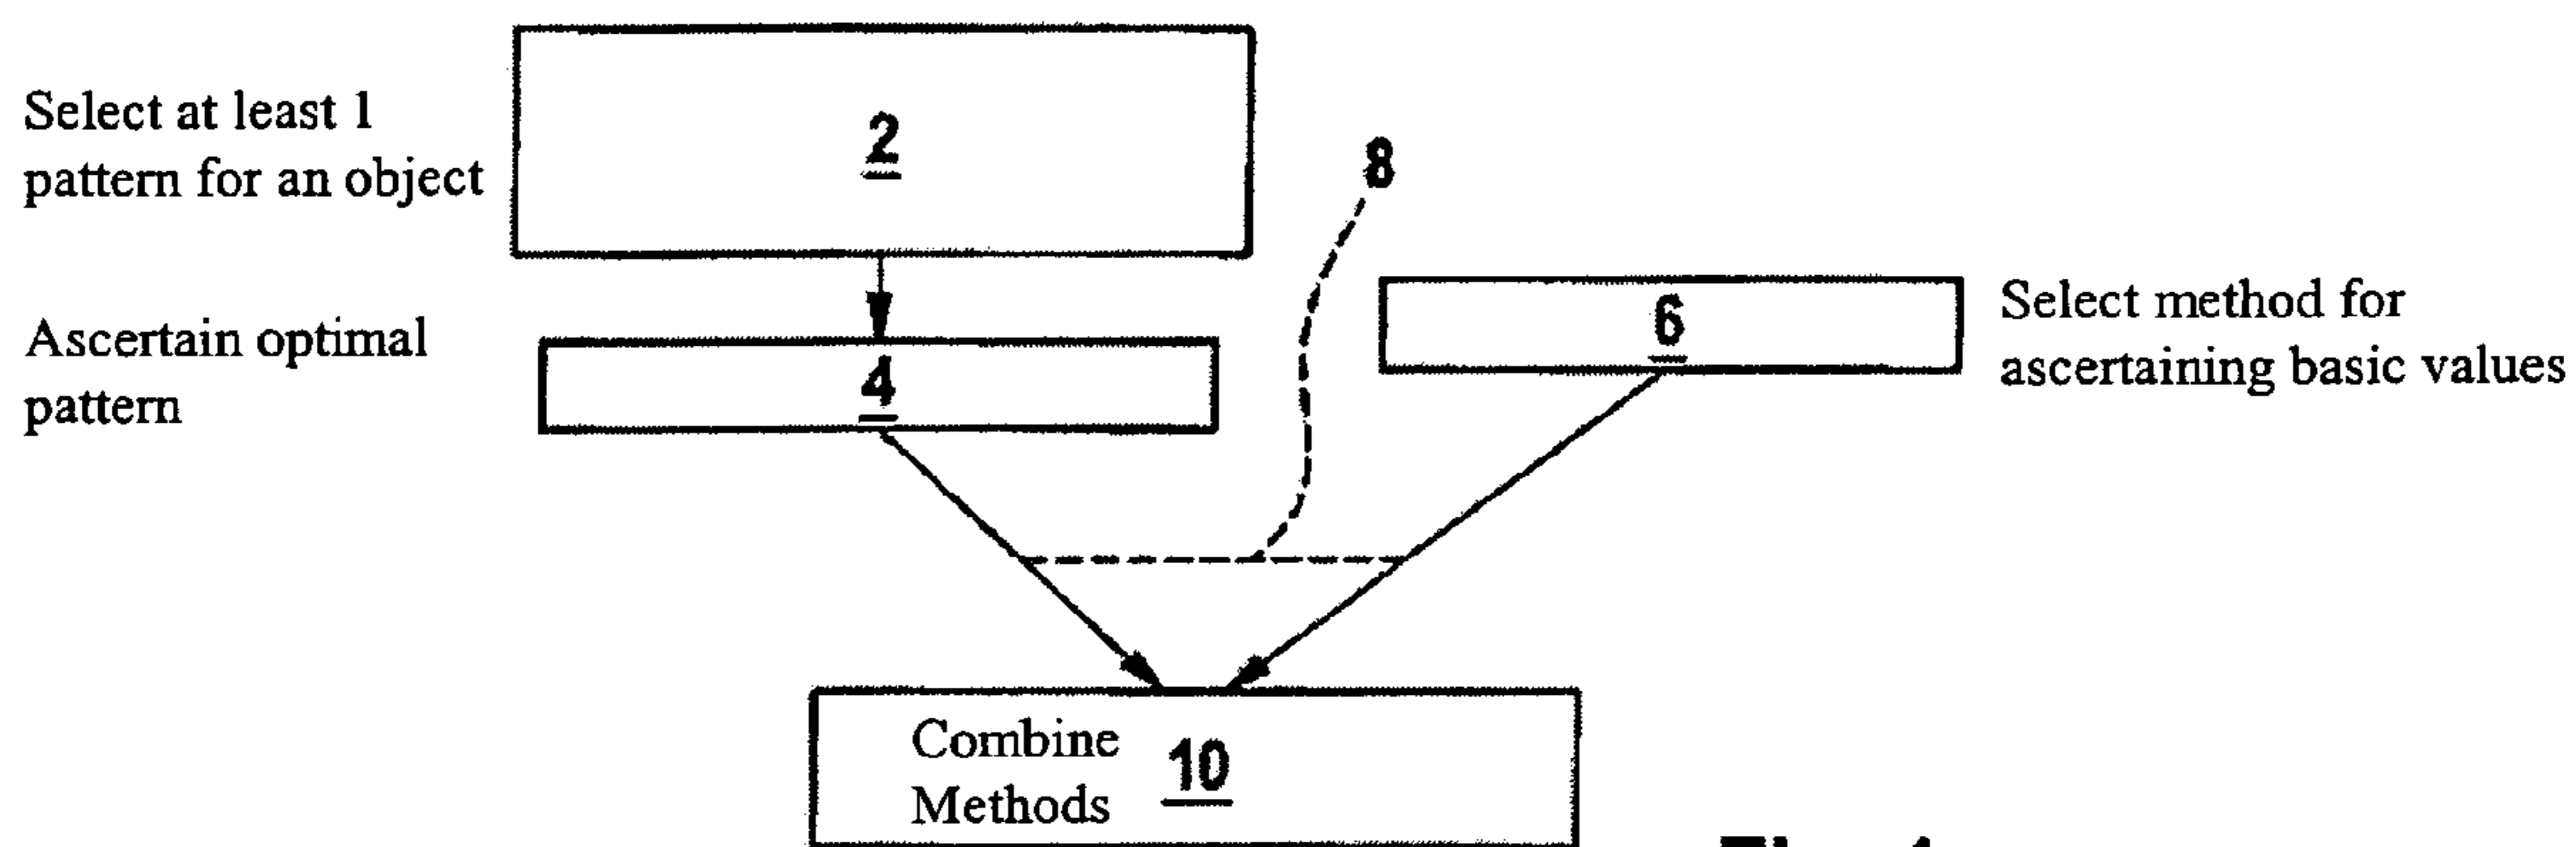 Select at least 1
pattern for an object
2
8
Ascertain optimal
pattern
4
6
Select method for
ascertaining basic values
Combine
Methods
10